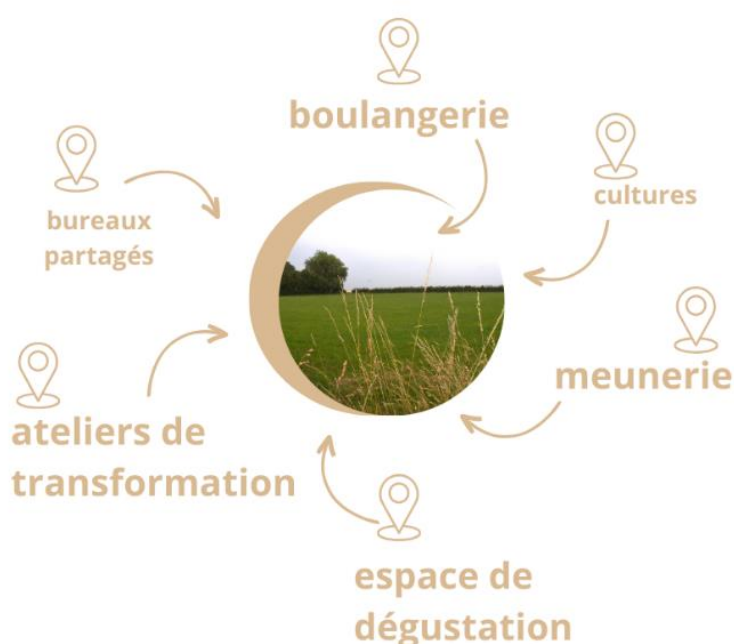 boulangerie
cultures
bureaux
partagés
meunerie
ateliers de
transformation
espace de
dégustation